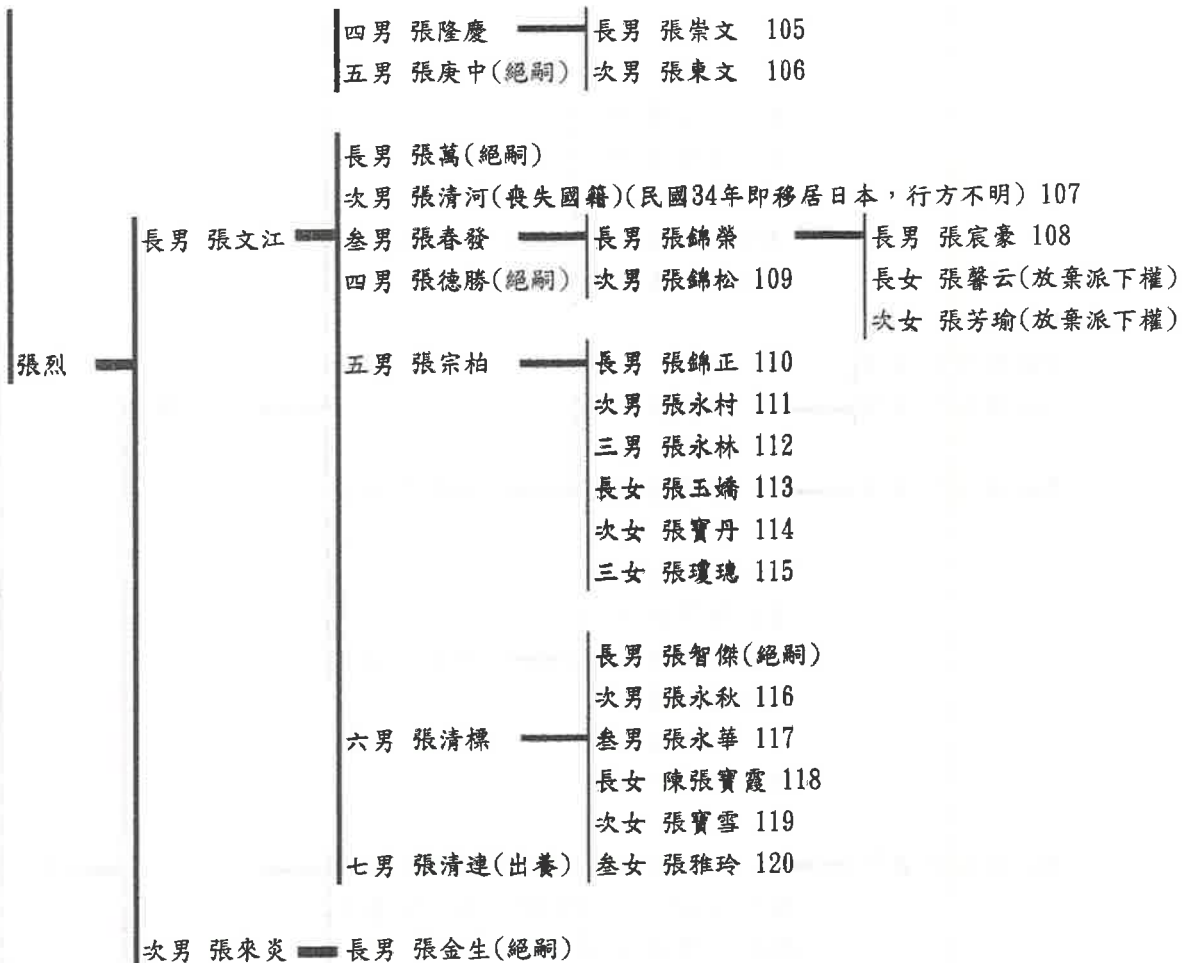 四男 張隆慶 長男 張崇文 105
五男 張庚中(絕嗣) 次男 張東文 106
長男 張萬(絕嗣)
次男 張清河(喪失國籍)(民國34年即移居日本，行方不明) 107
長男 張文江 叁男 張春發 長男 張錦榮 長男 張宸豪 108
四男 張德勝(絕嗣) 次男 張錦松 109 長女 張馨云(放棄派下權)
次女 張芳瑜(放棄派下權)
張烈 五男 張宗柏 長男 張錦正 110
次男 張永村 111
三男 張永林 112
長女 張玉嬌 113
次女 張寶丹 114
三女 張瓊璁 115
長男 張智傑(絕嗣)
次男 張永秋 116
六男 張清標 叁男 張永華 117
長女 陳張寶霞 118
次女 張寶雪 119
七男 張清連(出養) 叁女 張雅玲 120
次男 張來炎 長男 張金生(絕嗣)